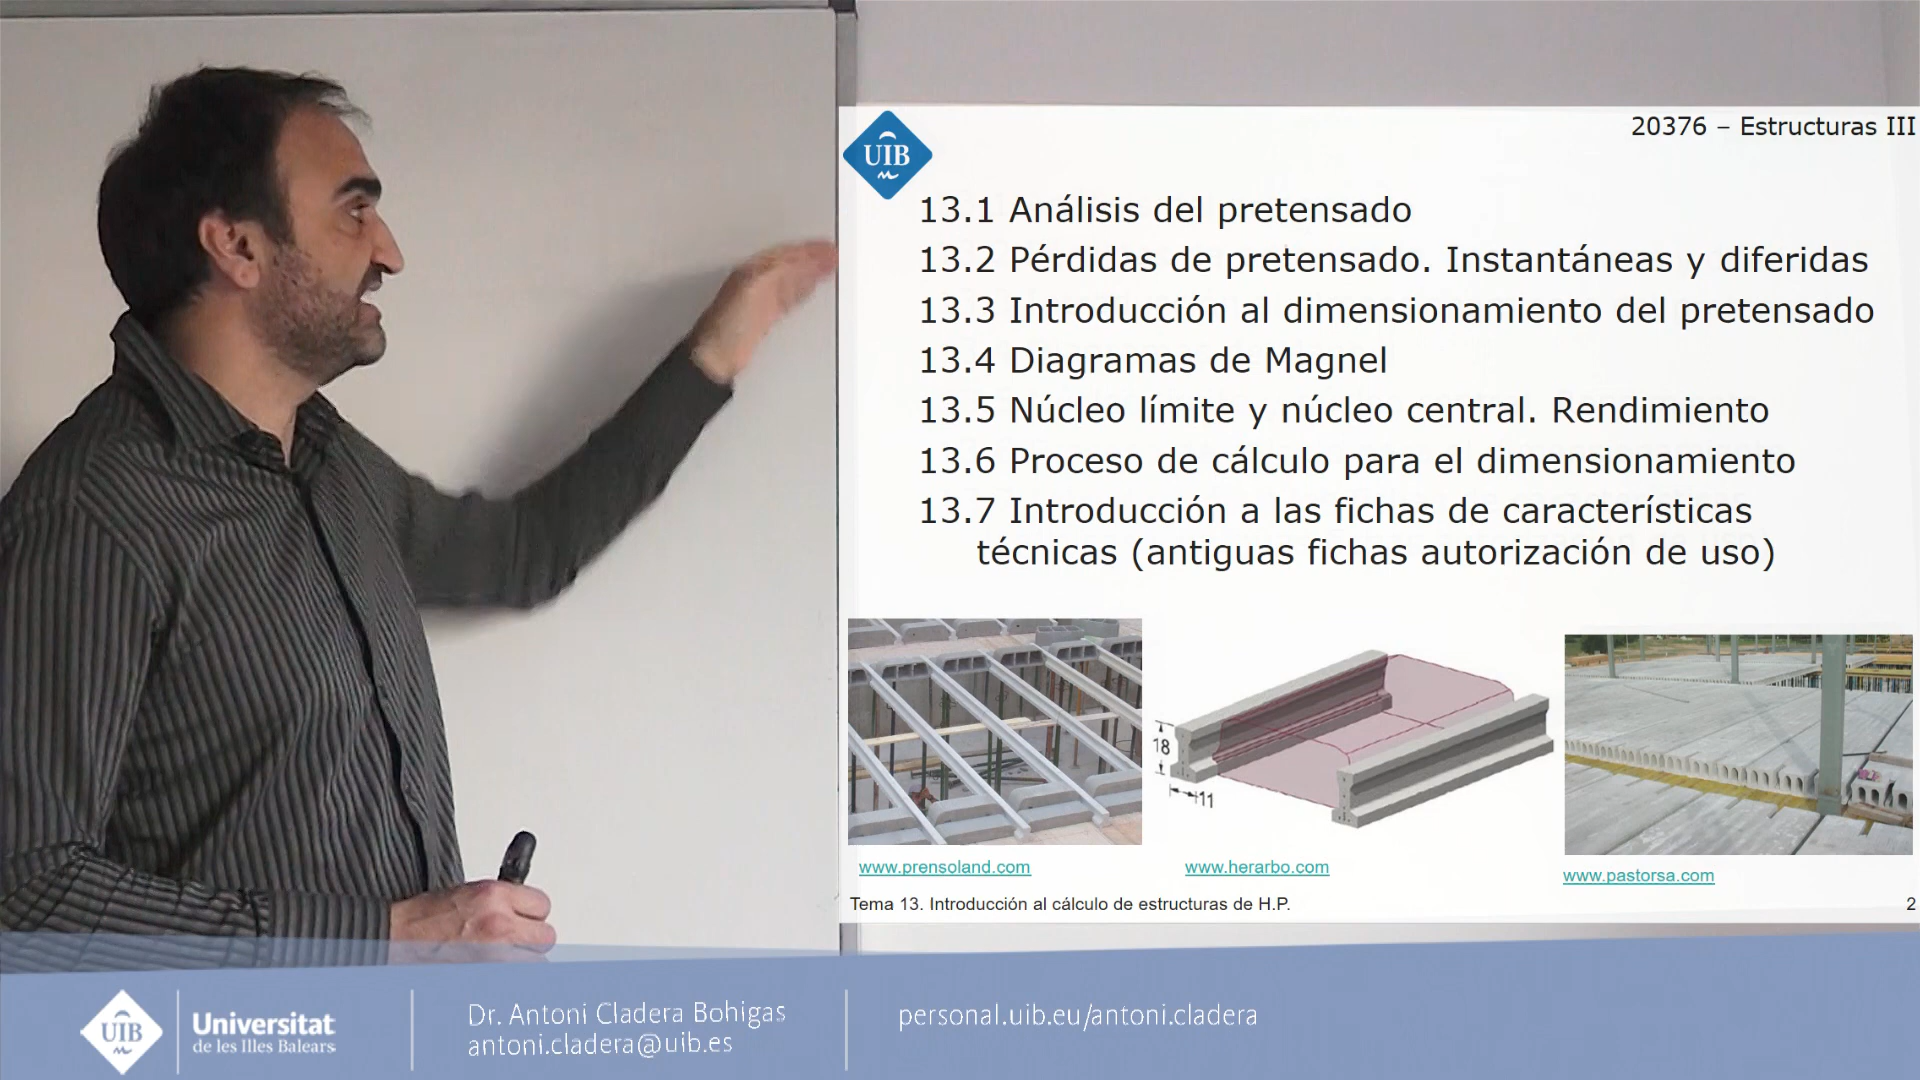 UIB
20376 – Estructuras III
13.1 Análisis del pretensado
13.2 Pérdidas de pretensado. Instantáneas y diferidas
13.3 Introducción al dimensionamiento del pretensado
13.4 Diagramas de Magnel
13.5 Núcleo límite y núcleo central. Rendimiento
13.6 Proceso de cálculo para el dimensionamiento
13.7 Introducción a las fichas de características
técnicas (antiguas fichas autorización de uso)
18
11
www.prensoland.com
www.herarbo.com
www.pastorsa.com
Tema 13. Introducción al cálculo de estructuras de H.P.
2
UIB
Universitat
de les Illes Balears
Dr. Antoni Cladera Bohigas
antoni.cladera@uib.es
personal.uib.eu/antoni.cladera